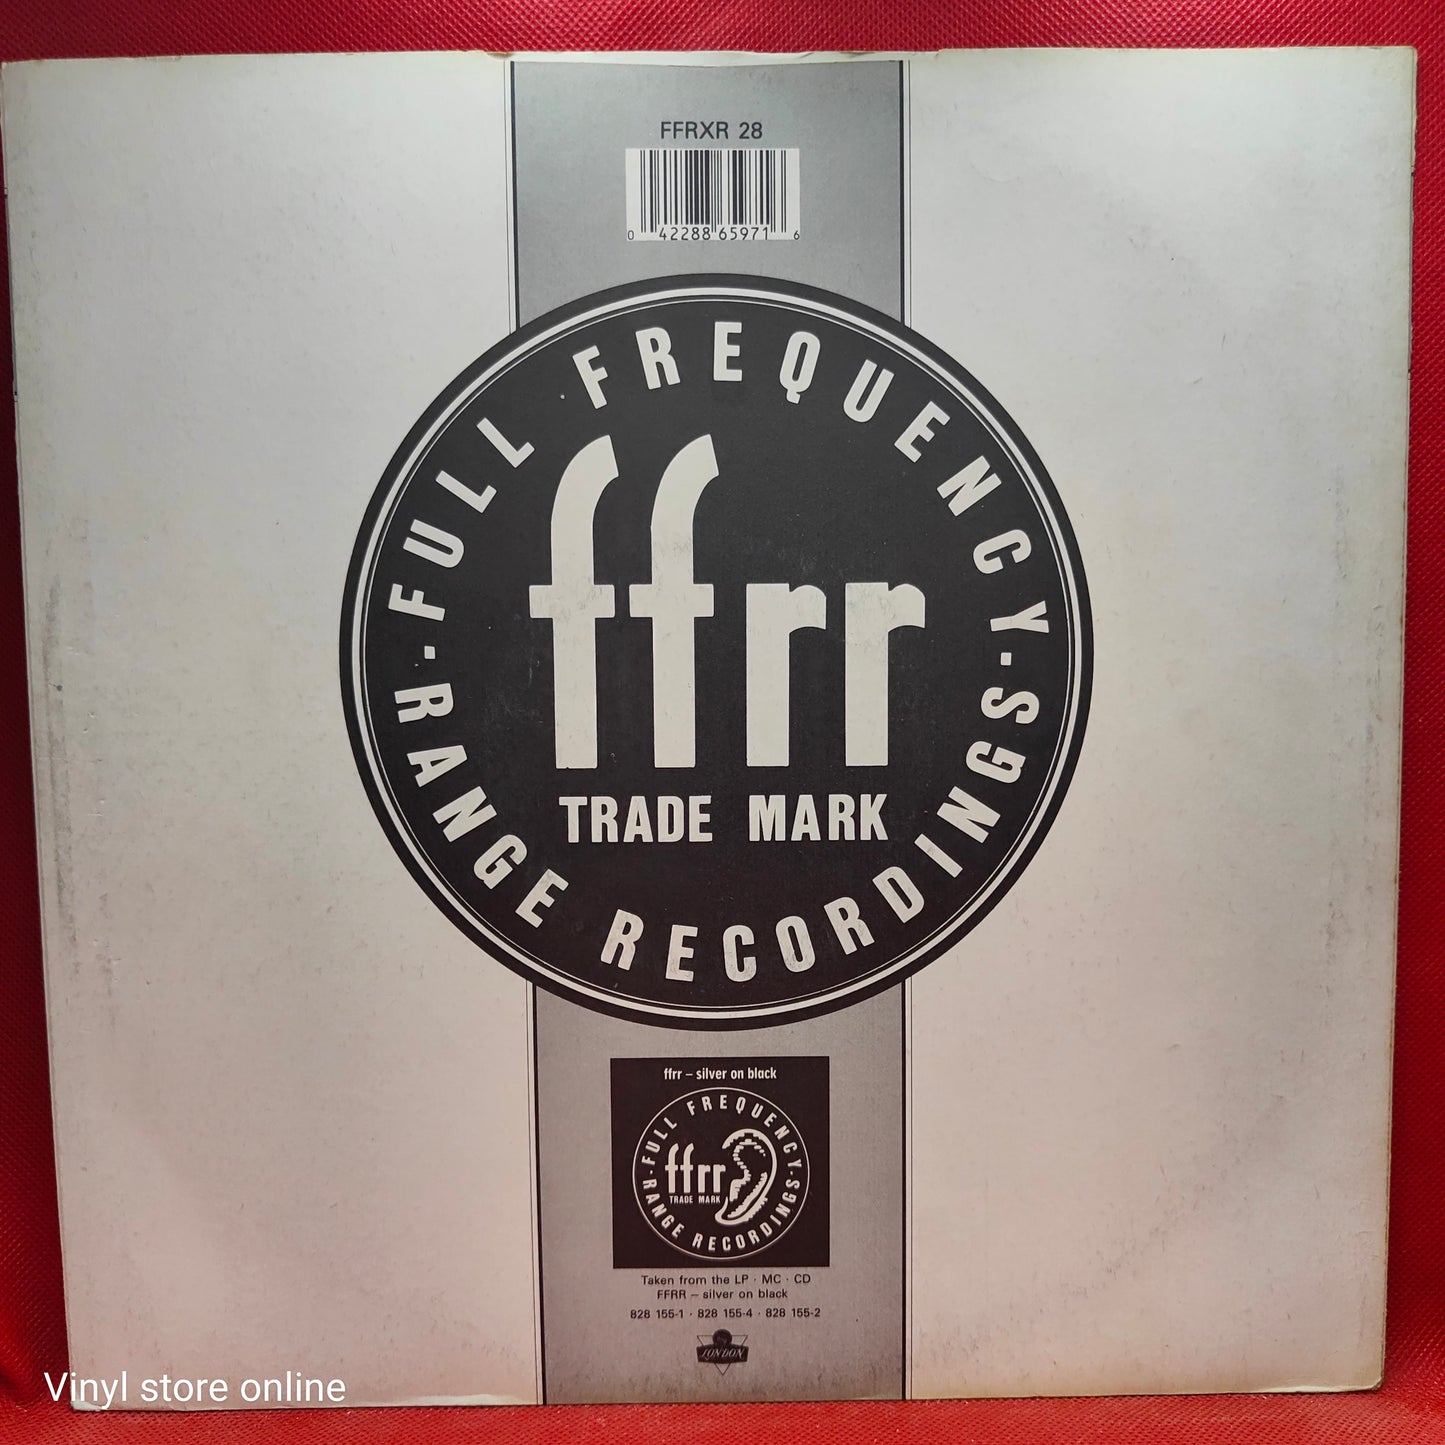 FFRXR 28
0 42288 65971 6
· FULL FREQUENCY ·
ffrr
TRADE MARK
RANGE RECORDINGS
ffrr – silver on black
· FULL FREQUENCY ·
ffrr
TRADE MARK
RANGE RECORDINGS
Taken from the LP · MC · CD
FFRR – silver on black
828 155-1 · 828 155-4 · 828 155-2
LONDON
Vinyl store online